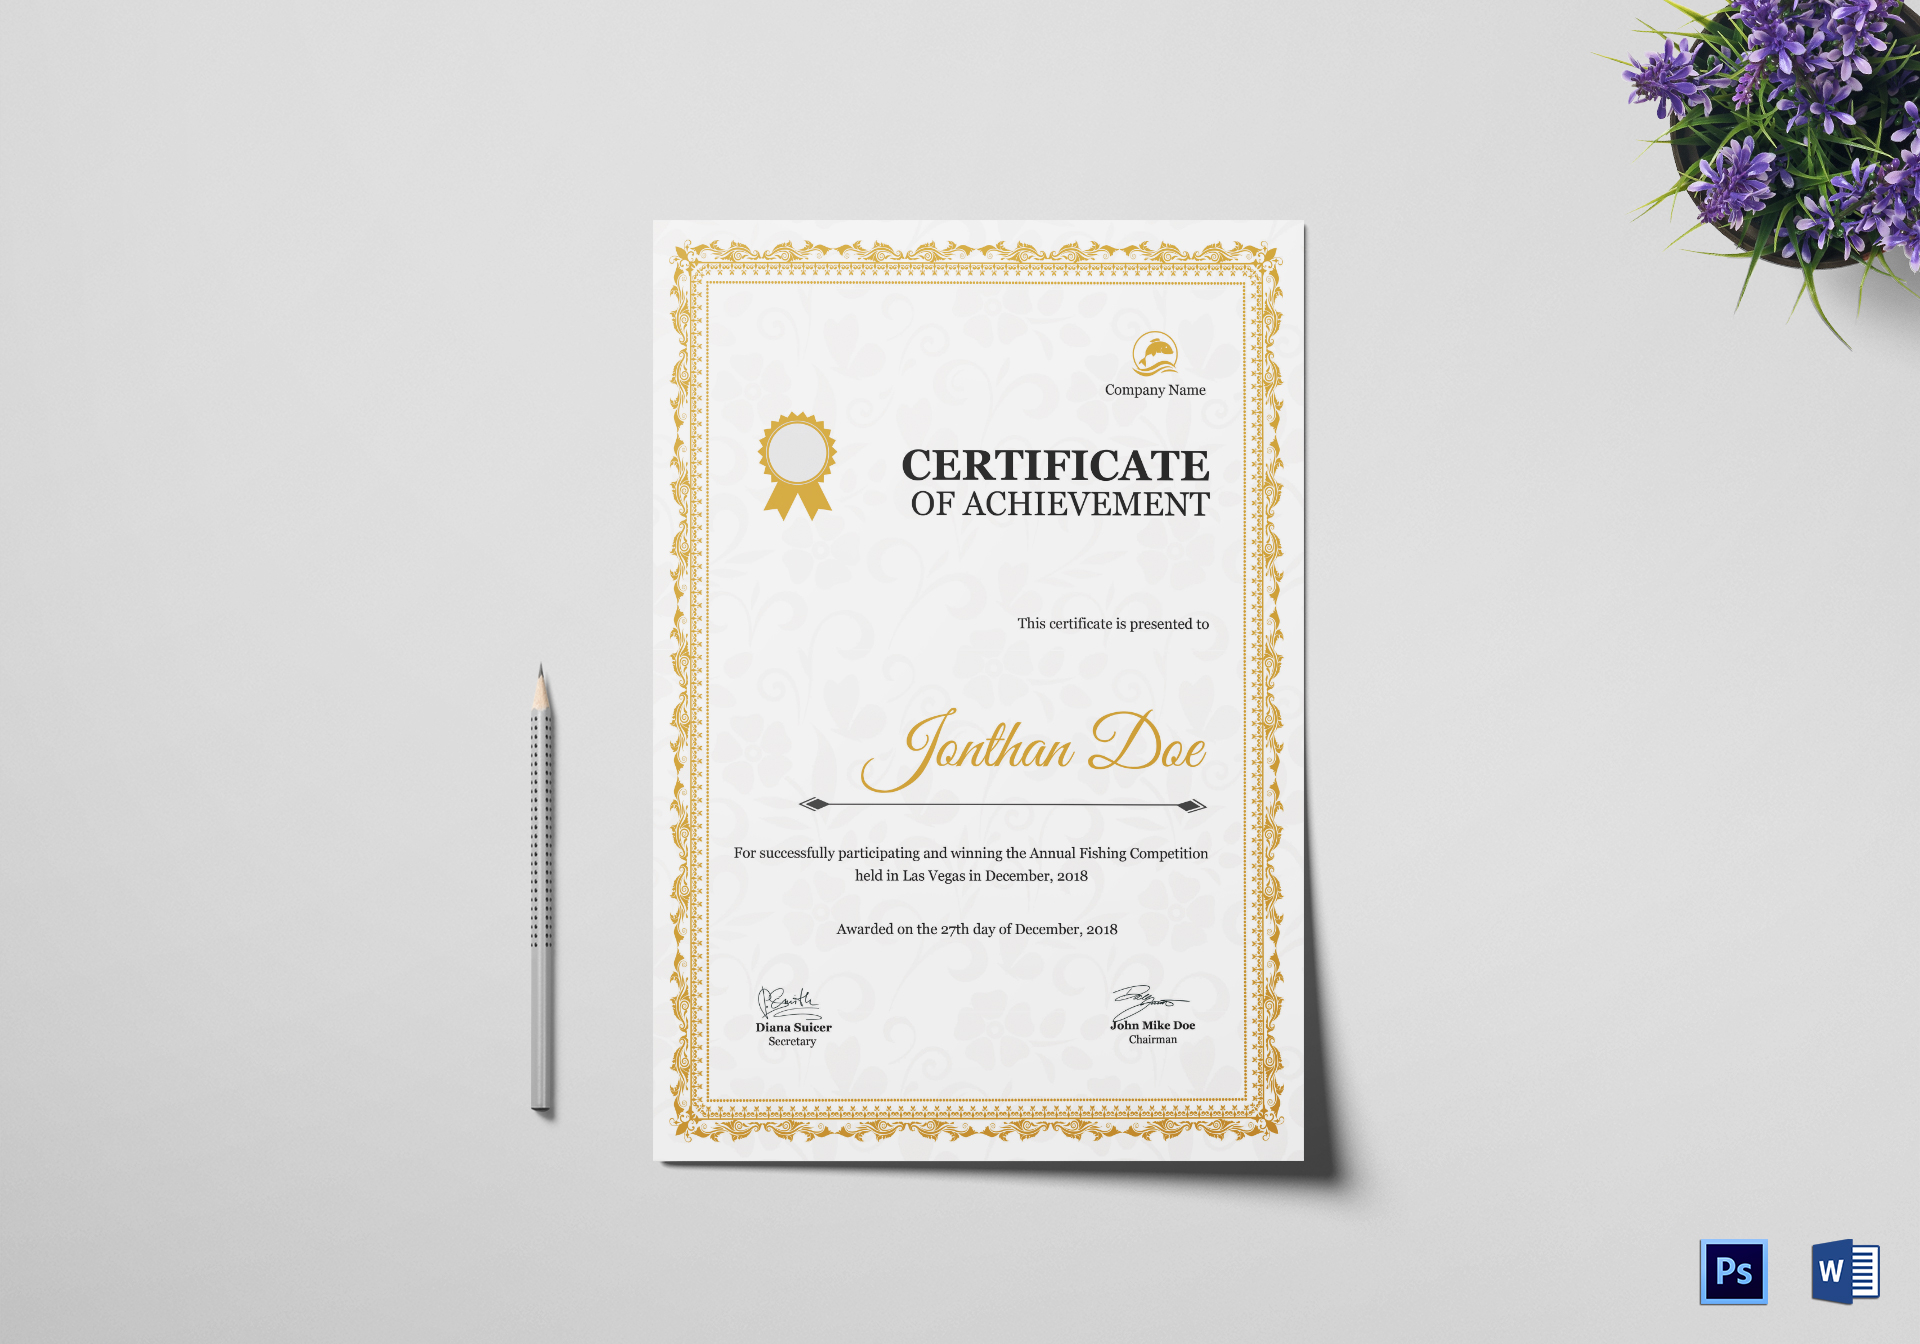 Company Name
CERTIFICATE
OF ACHIEVEMENT
This certificate is presented to
Jonthan Doe
For successfully participating and winning the Annual Fishing Competition
held in Las Vegas in December, 2018
Awarded on the 27th day of December, 2018
P.Smith
Diana Suicer
Secretary
John Mike Doe
Chairman
Ps
W